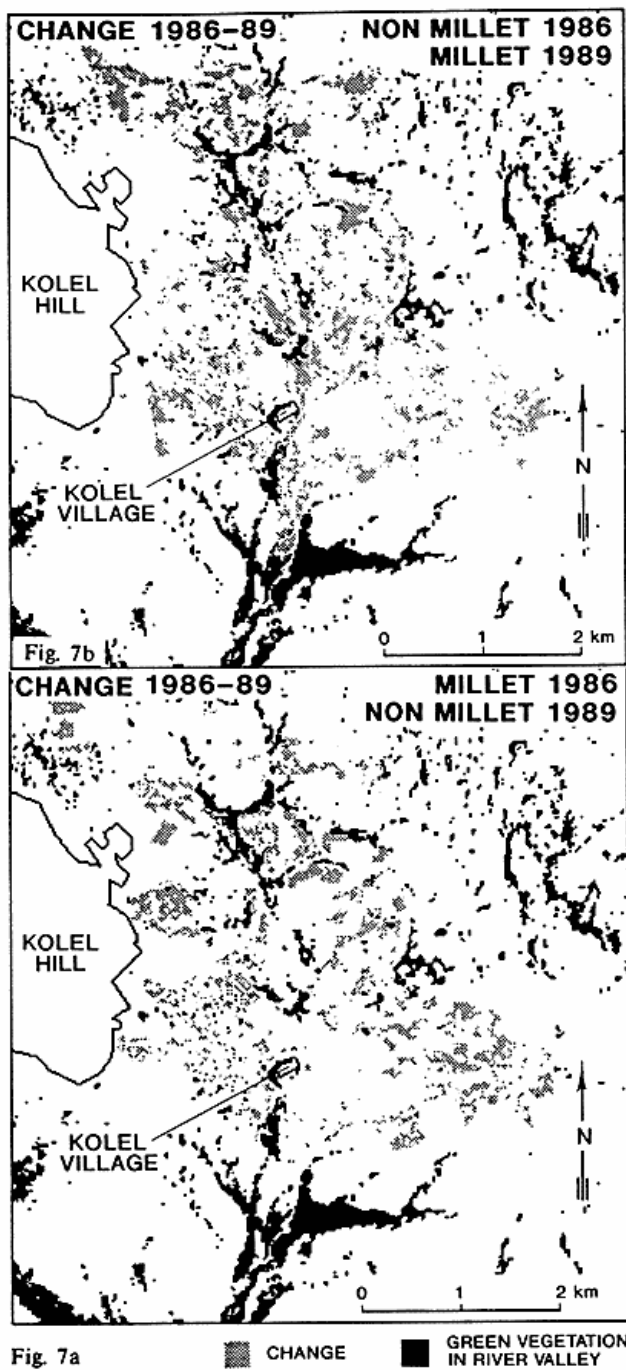 CHANGE 1986–89 NON MILLET 1986
MILLET 1989
KOLEL
HILL
KOLEL
VILLAGE
N
0 1 2 km
Fig. 7b
CHANGE 1986–89 MILLET 1986
NON MILLET 1989
KOLEL
HILL
KOLEL
VILLAGE
N
0 1 2 km
Fig. 7a CHANGE GREEN VEGETATION
IN RIVER VALLEY